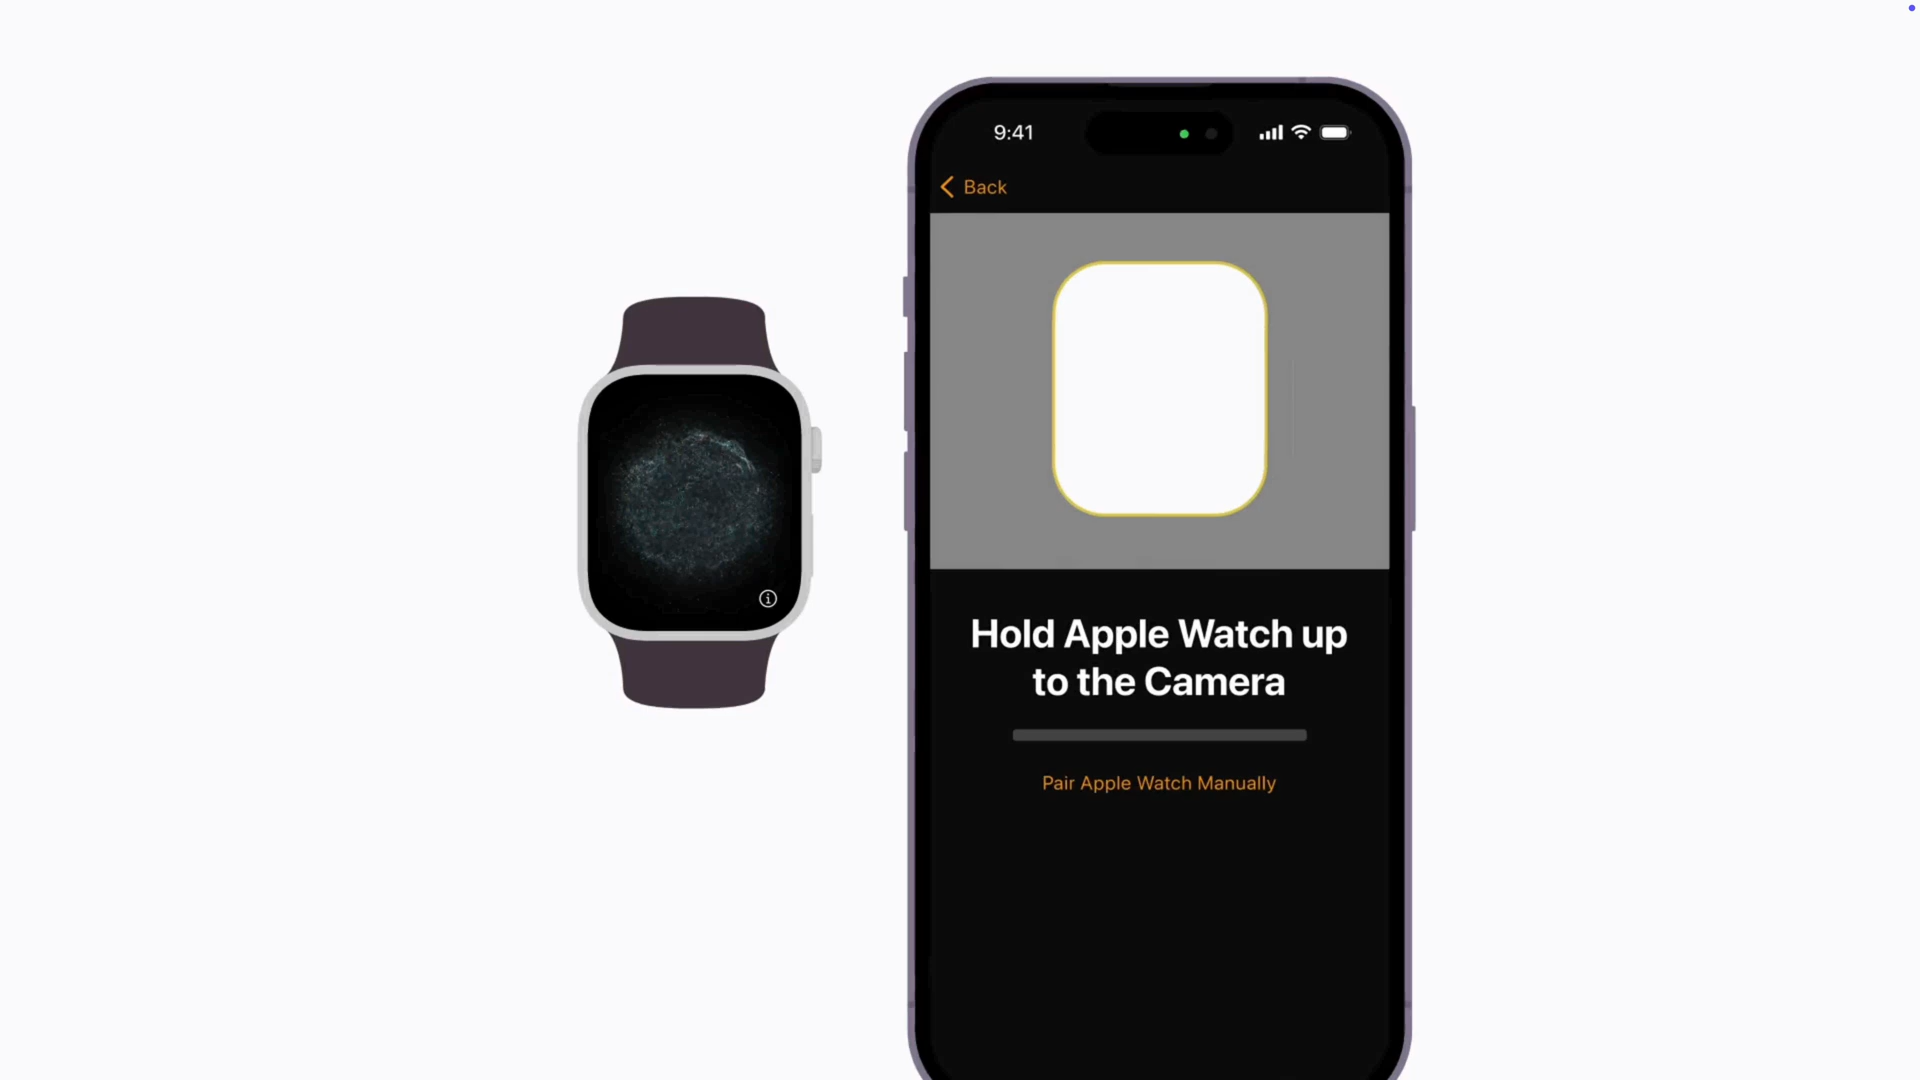 9:41
Back
Hold Apple Watch up
to the Camera
Pair Apple Watch Manually